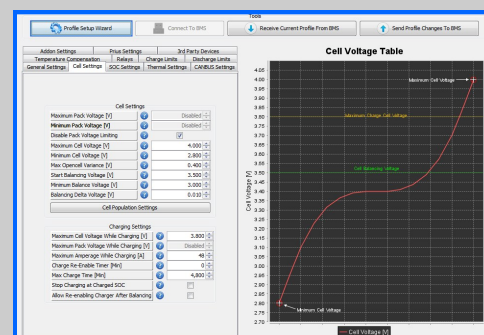 Tools
Profile Setup Wizard
Connect To BMS
Receive Current Profile From BMS
Send Profile Changes To BMS
Addon Settings
Prius Settings
3rd Party Devices
Temperature Compensation
Relays
Charge Limits
Discharge Limits
General Settings
Cell Settings
SOC Settings
Thermal Settings
CANBUS Settings
Cell Settings
Maximum Pack Voltage [V] Disabled
Minimum Pack Voltage [V] Disabled
Disable Pack Voltage Limiting
Maximum Cell Voltage [V] 4.000
Minimum Cell Voltage [V] 2.800
Max Opencell Variance [V] 0.400
Start Balancing Voltage [V] 3.500
Minimum Balance Voltage [V] 3.000
Balancing Delta Voltage [V] 0.010
Cell Population Settings
Charging Settings
Maximum Cell Voltage While Charging [V] 3.800
Maximum Pack Voltage While Charging [V] Disabled
Maximum Amperage While Charging [A] 48
Charge Re-Enable Timer [Min] 0
Max Charge Time [Min] 4,800
Stop Charging at Charged SOC
Allow Re-enabling Charger After Balancing
Cell Voltage Table
Cell Voltage [V]
4.05
4.00
3.95
3.90
3.85
3.80
3.75
3.70
3.65
3.60
3.55
3.50
3.45
3.40
3.35
3.30
3.25
3.20
3.15
3.10
3.05
3.00
2.95
2.90
2.85
2.80
2.75
2.70
Maximum Cell Voltage
Maximum Charge Cell Voltage
Cell Balancing Voltage
Minimum Cell Voltage
Cell Voltage [V]